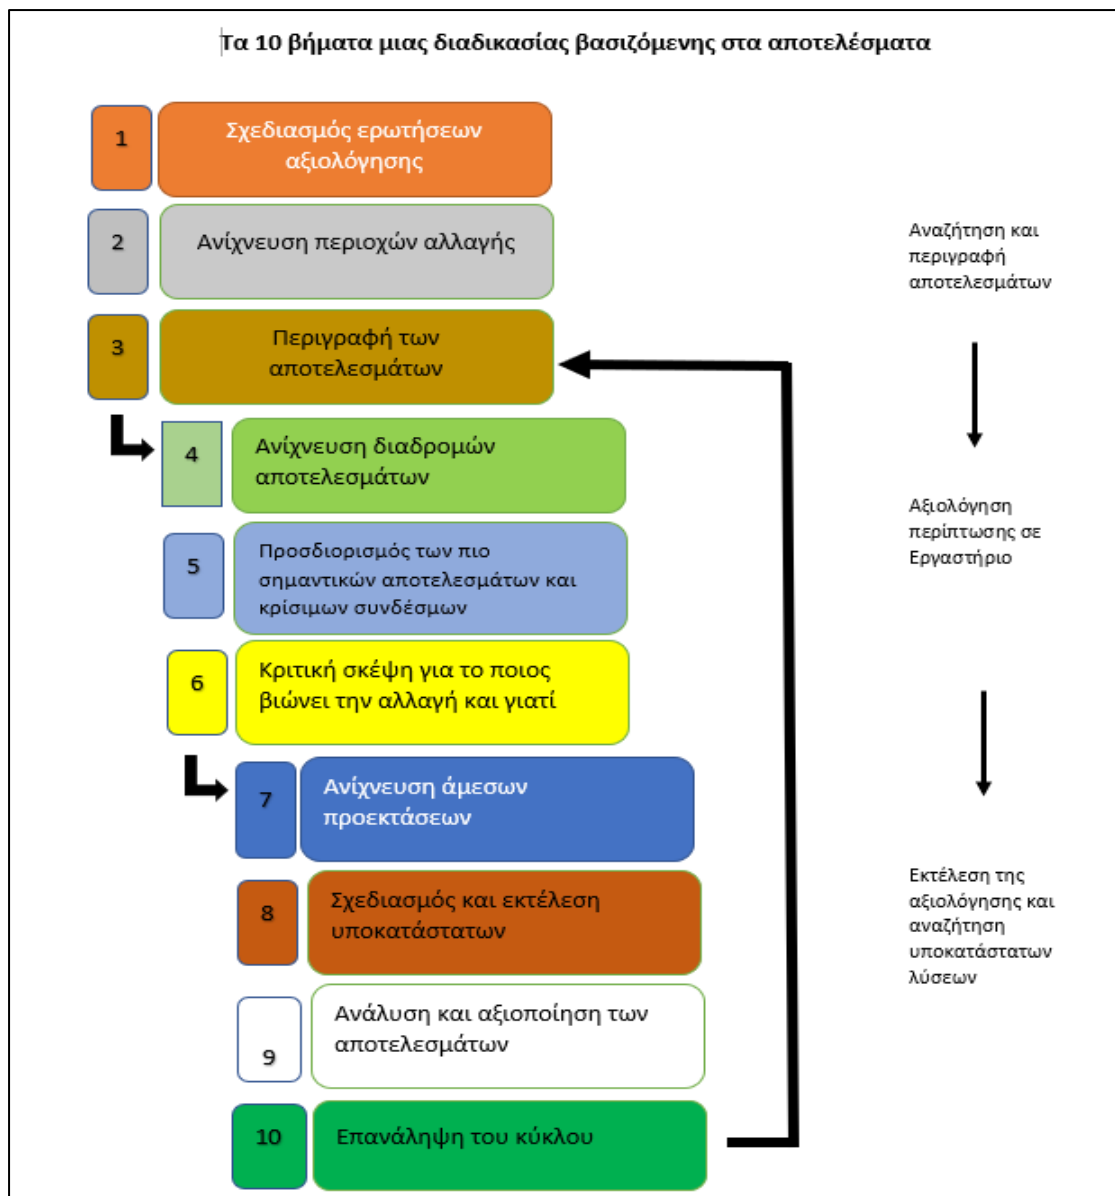 Τα 10 βήματα μιας διαδικασίας βασιζόμενης στα αποτελέσματα
1
Σχεδιασμός ερωτήσεων
αξιολόγησης
2
Ανίχνευση περιοχών αλλαγής
3
Περιγραφή των
αποτελεσμάτων
4
Ανίχνευση διαδρομών
αποτελεσμάτων
5
Προσδιορισμός των πιο
σημαντικών αποτελεσμάτων και
κρίσιμων συνδέσμων
6
Κριτική σκέψη για το ποιος
βιώνει την αλλαγή και γιατί
7
Ανίχνευση άμεσων
προεκτάσεων
8
Σχεδιασμός και εκτέλεση
υποκατάστατων
9
Ανάλυση και αξιοποίηση των
αποτελεσμάτων
10
Επανάληψη του κύκλου
Αναζήτηση και
περιγραφή
αποτελεσμάτων
Αξιολόγηση
περίπτωσης σε
Εργαστήριο
Εκτέλεση της
αξιολόγησης και
αναζήτηση
υποκατάστατων
λύσεων